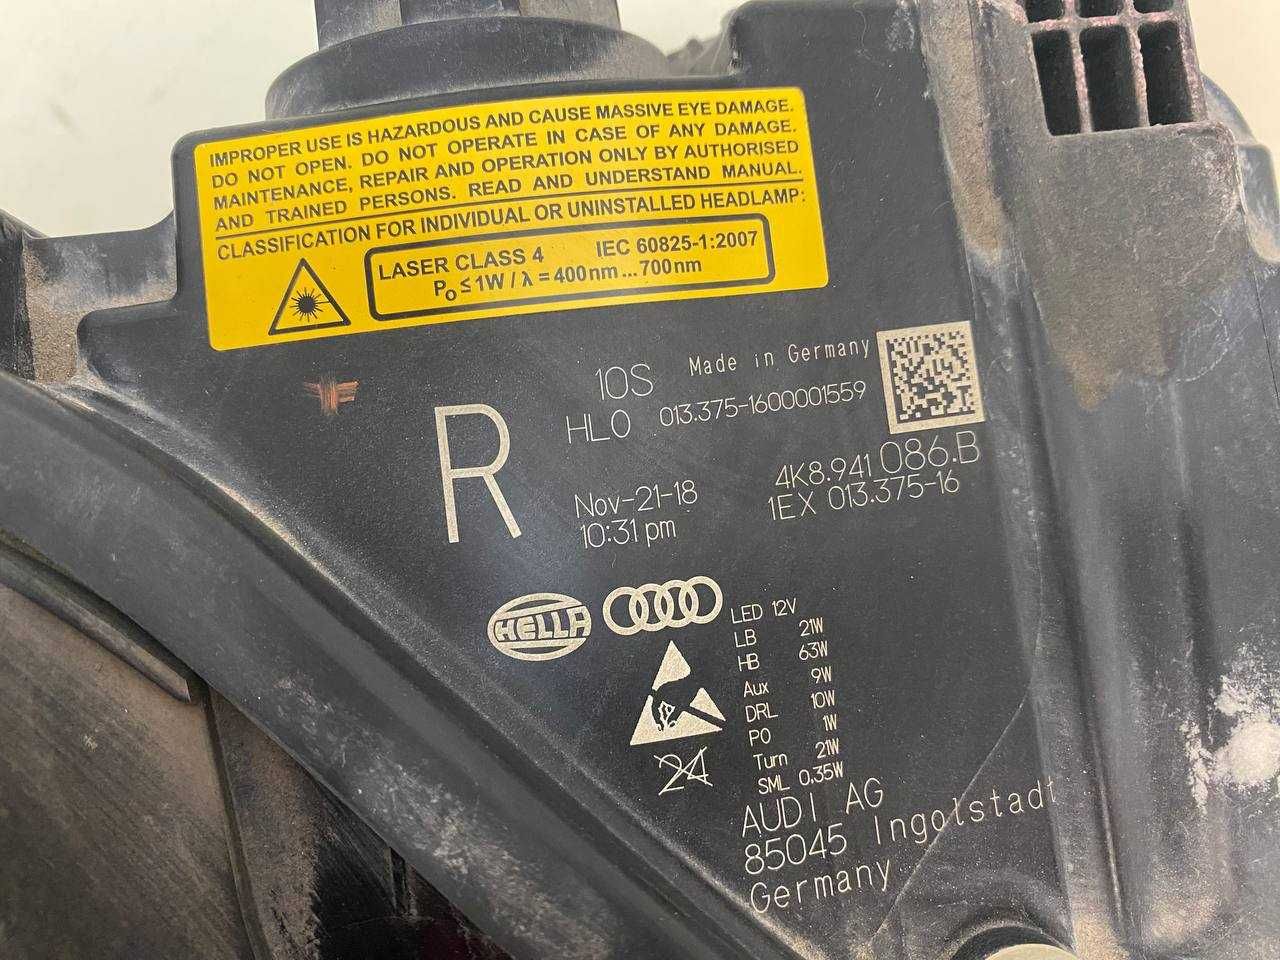 IMPROPER USE IS HAZARDOUS AND CAUSE MASSIVE EYE DAMAGE.
DO NOT OPEN. DO NOT OPERATE IN CASE OF ANY DAMAGE.
MAINTENANCE, REPAIR AND OPERATION ONLY BY AUTHORISED
AND TRAINED PERSONS. READ AND UNDERSTAND MANUAL.
CLASSIFICATION FOR INDIVIDUAL OR UNINSTALLED HEADLAMP:
LASER CLASS 4 IEC 60825-1:2007
Po ≤ 1W / λ = 400nm ... 700nm
10S Made in Germany
HL0 013.375-1600001559
R
4K8.941 086.B
Nov-21-18 1EX 013.375-16
10:31 pm
HELLA
LED 12V
LB 21W
HB 63W
Aux 9W
DRL 10W
PO 1W
Turn 21W
SML 0.35W
24
AUDI AG
85045 Ingolstadt
Germany